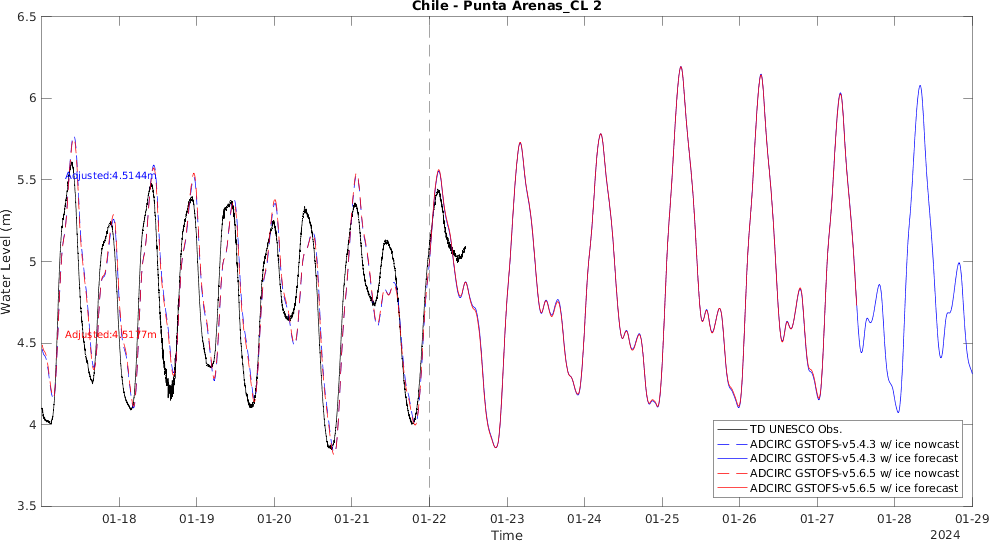 Chile - Punta Arenas_CL 2
6.5
6
5.5
5
4.5
4
3.5
Water Level (m)
Adjusted:4.5144m
Adjusted:4.5177m
TD UNESCO Obs.
ADCIRC GSTOFS-v5.4.3 w/ ice nowcast
ADCIRC GSTOFS-v5.4.3 w/ ice forecast
ADCIRC GSTOFS-v5.6.5 w/ ice nowcast
ADCIRC GSTOFS-v5.6.5 w/ ice forecast
01-18 01-19 01-20 01-21 01-22 01-23 01-24 01-25 01-26 01-27 01-28 01-29
Time
2024